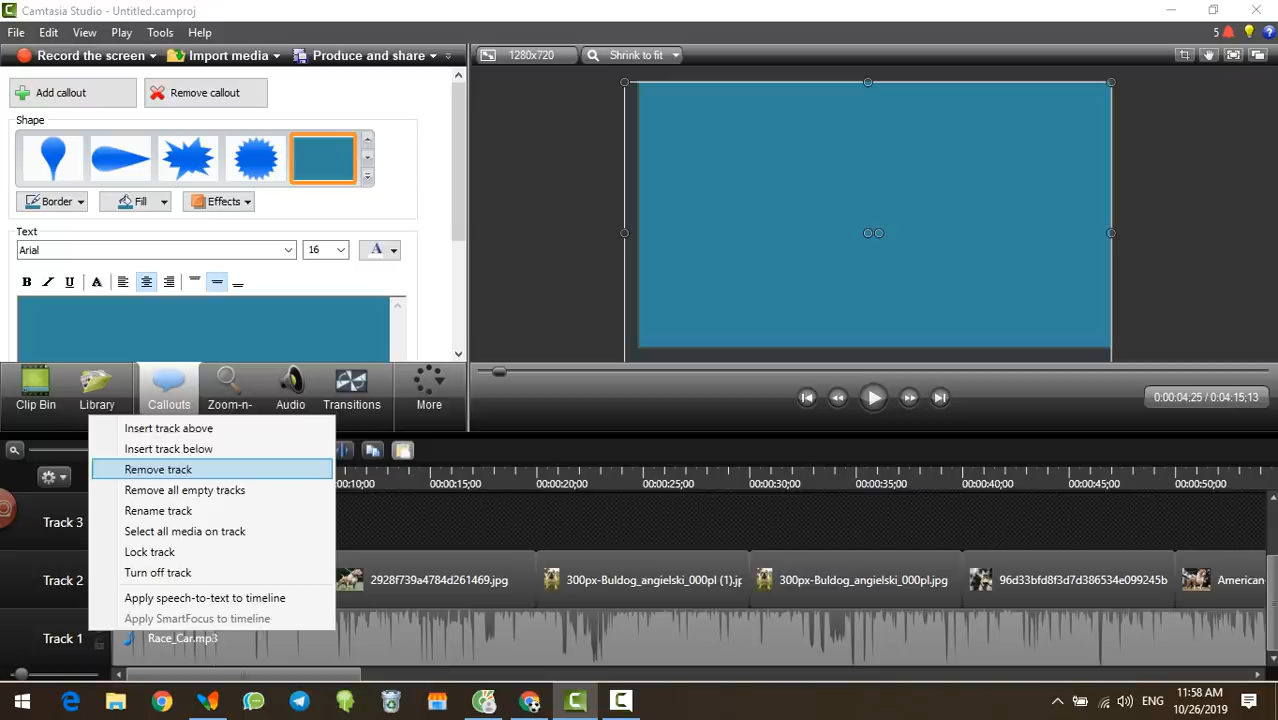 Camtasia Studio - Untitled.camproj
File Edit View Play Tools Help
5
Record the screen Import media Produce and share
1280x720 Shrink to fit
Add callout Remove callout
Shape
Border Fill Effects
Text
Arial 16 A
B I U A
Clip Bin Library Callouts Zoom-n- Audio Transitions More
0:00:04;25 / 0:04:15;13
Insert track above
Insert track below
Remove track
Remove all empty tracks
Rename track
Select all media on track
Lock track
Turn off track
Apply speech-to-text to timeline
Apply SmartFocus to timeline
00:00:15;00 00:00:20;00 00:00:25;00 00:00:30;00 00:00:35;00 00:00:40;00 00:00:45;00 00:00:50;00
Track 3
Track 2 2928f739a4784d261469.jpg 300px-Buldog_angielski_000pl (1).jp 300px-Buldog_angielski_000pl.jpg 96d33bfd8f3d7d386534e099245b American-
Track 1 Race_Car.mp3
ENG 11:58 AM
10/26/2019